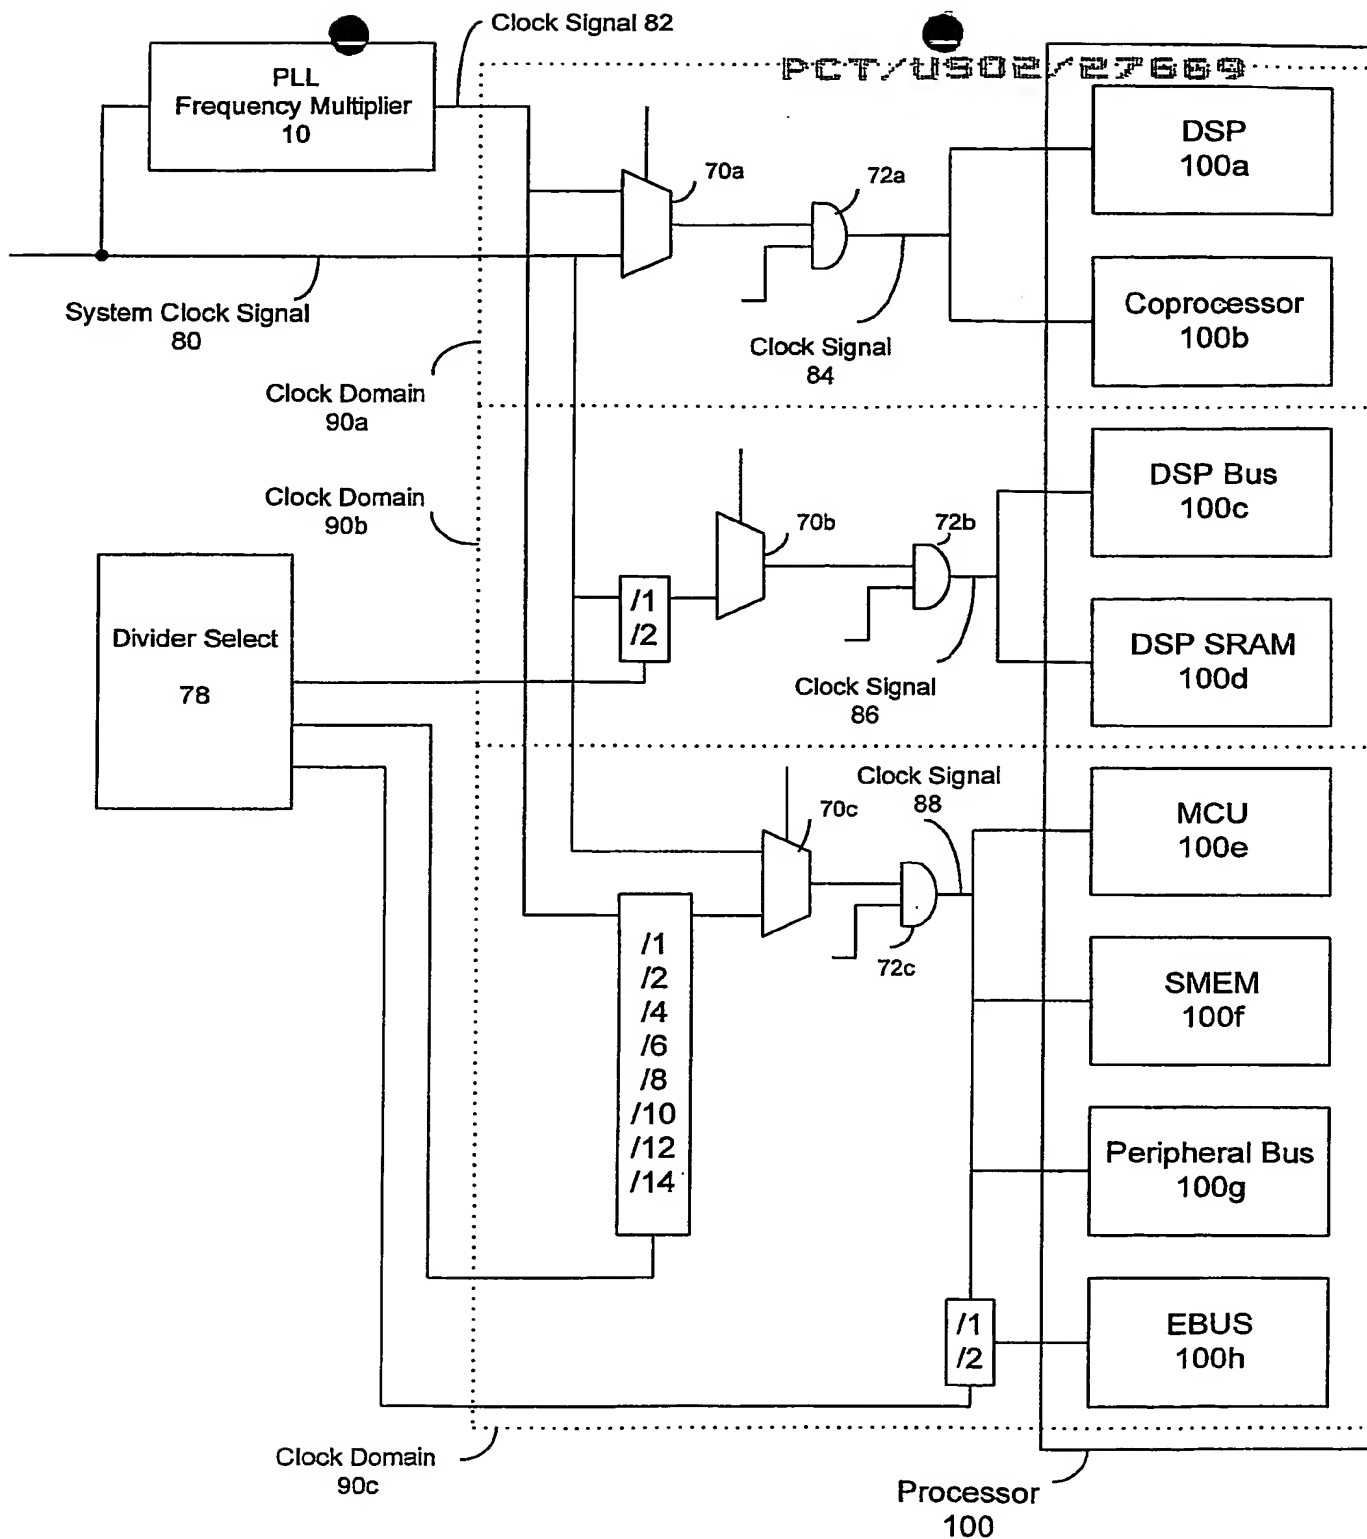 Clock Signal 82
PCT/US02/27669
PLL
Frequency Multiplier
10
DSP
100a
70a
72a
System Clock Signal
80
Coprocessor
100b
Clock Signal
84
Clock Domain
90a
Clock Domain
90b
DSP Bus
100c
70b
72b
/1
/2
Divider Select
78
DSP SRAM
100d
Clock Signal
86
Clock Signal
88
70c
MCU
100e
72c
/1
/2
/4
/6
/8
/10
/12
/14
SMEM
100f
Peripheral Bus
100g
/1
/2
EBUS
100h
Clock Domain
90c
Processor
100